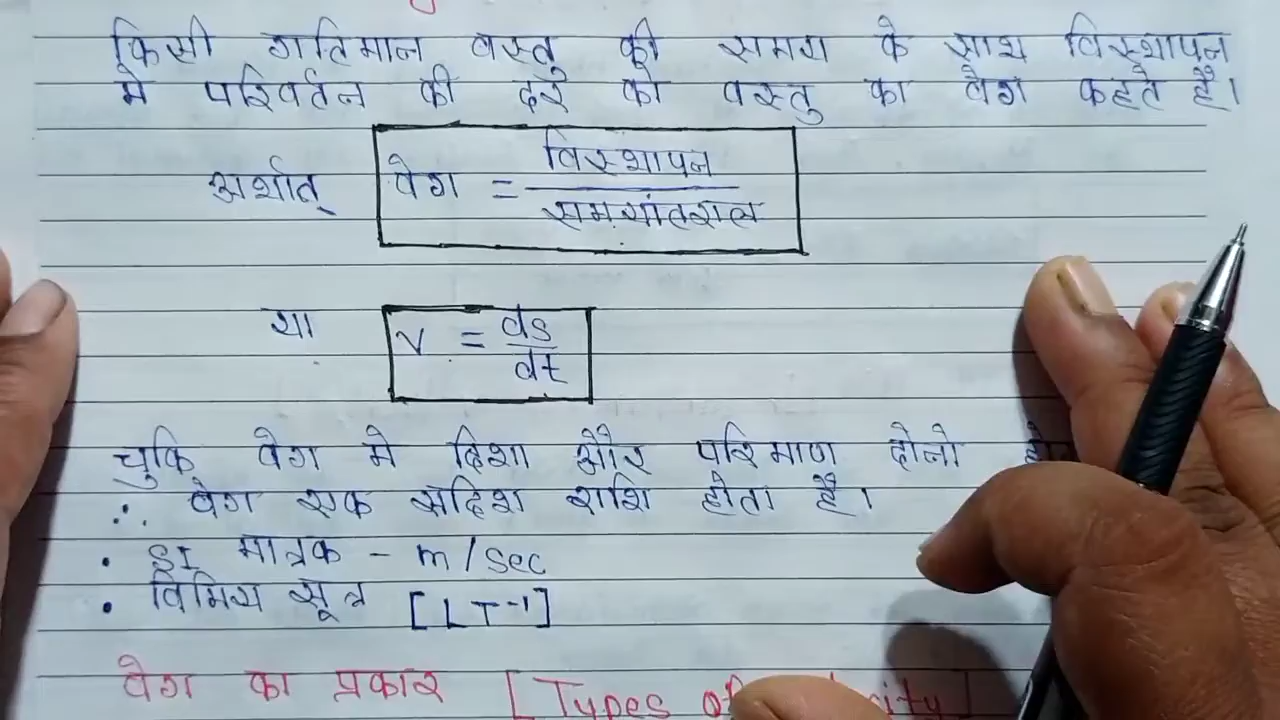 किसी गतिमान वस्तु की समय के साथ विस्थापन
मे परिवर्तन की दर को वस्तु का वेग कहते है।
अर्थात् वेग = विस्थापन / समयांतराल
या v = ds / dt
चुकि वेग मे दिशा और परिमाण दोनो
∴ वेग एक सदिश राशि होता है।
• SI मात्रक - m/sec
• विमिय सूत्र [LT⁻¹]
वेग का प्रकार [Types of